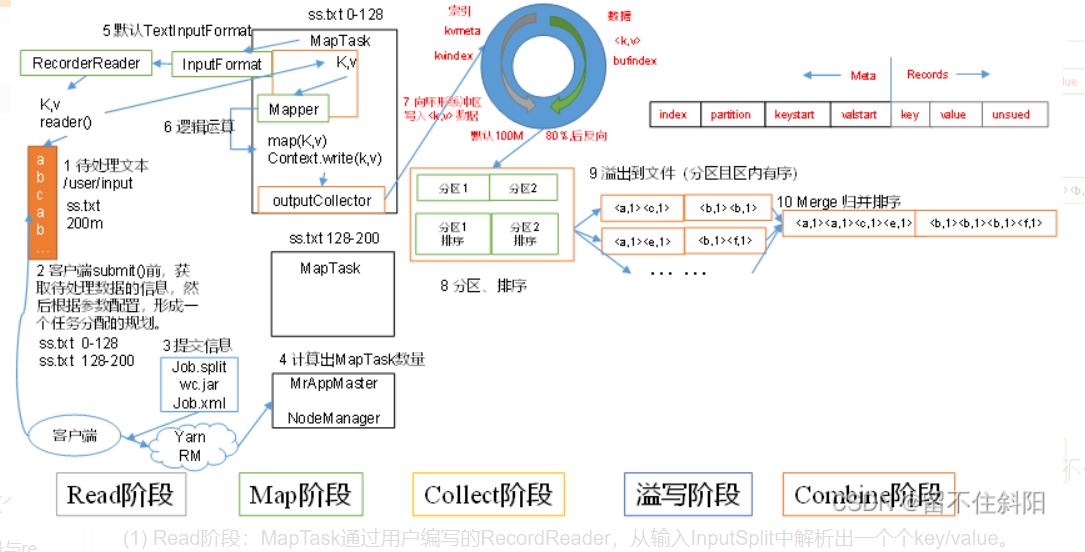 ss.txt 0-128
5 默认TextInputFormat
MapTask
RecorderReader
InputFormat
K,v
K,v
reader()
Mapper
6 逻辑运算
map(K,v)
Context.write(k,v)
outputCollector
索引
kvmeta
kvindex
数据
<k,v>
bufindex
7 向环形缓冲区
写入<k,v>数据
默认100M
80%,后反向
Meta
Records
index
partition
keystart
valstart
key
value
unsued
a
b
c
a
b
...
1 待处理文本
/user/input
ss.txt
200m
2 客户端submit()前，获
取待处理数据的信息，然
后根据参数配置，形成一
个任务分配的规划。
ss.txt 0-128
ss.txt 128-200
3 提交信息
Job.split
wc.jar
Job.xml
客户端
Yarn
RM
ss.txt 128-200
MapTask
4 计算出MapTask数量
MrAppMaster
NodeManager
分区1
分区2
分区1
排序
分区2
排序
8 分区、排序
9 溢出到文件（分区且区内有序）
<a,1><c,1>
<b,1><b,1>
<a,1><e,1>
<b,1><f,1>
... ...
10 Merge 归并排序
<a,1><a,1><c,1><e,1>
<b,1><b,1><b,1><f,1>
Read阶段
Map阶段
Collect阶段
溢写阶段
Combine阶段
CSDN @留不住斜阳
(1) Read阶段：MapTask通过用户编写的RecordReader，从输入InputSplit中解析出一个个key/value。